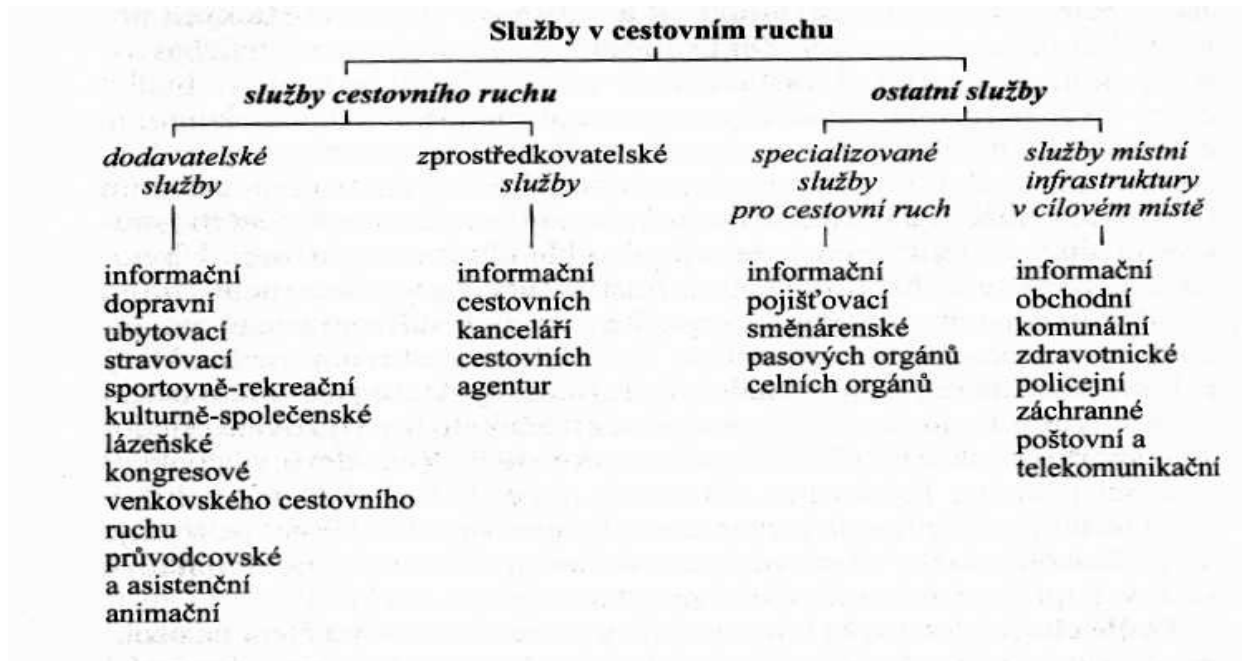 Služby v cestovním ruchu
služby cestovního ruchu
ostatní služby
dodavatelské
služby
zprostředkovatelské
služby
specializované
služby
pro cestovní ruch
služby místní
infrastruktury
v cílovém místě
informační
dopravní
ubytovací
stravovací
sportovně-rekreační
kulturně-společenské
lázeňské
kongresové
venkovského cestovního
ruchu
průvodcovské
a asistenční
animační
informační
cestovních
kanceláří
cestovních
agentur
informační
pojišťovací
směnárenské
pasových orgánů
celních orgánů
informační
obchodní
komunální
zdravotnické
policejní
záchranné
poštovní a
telekomunikační